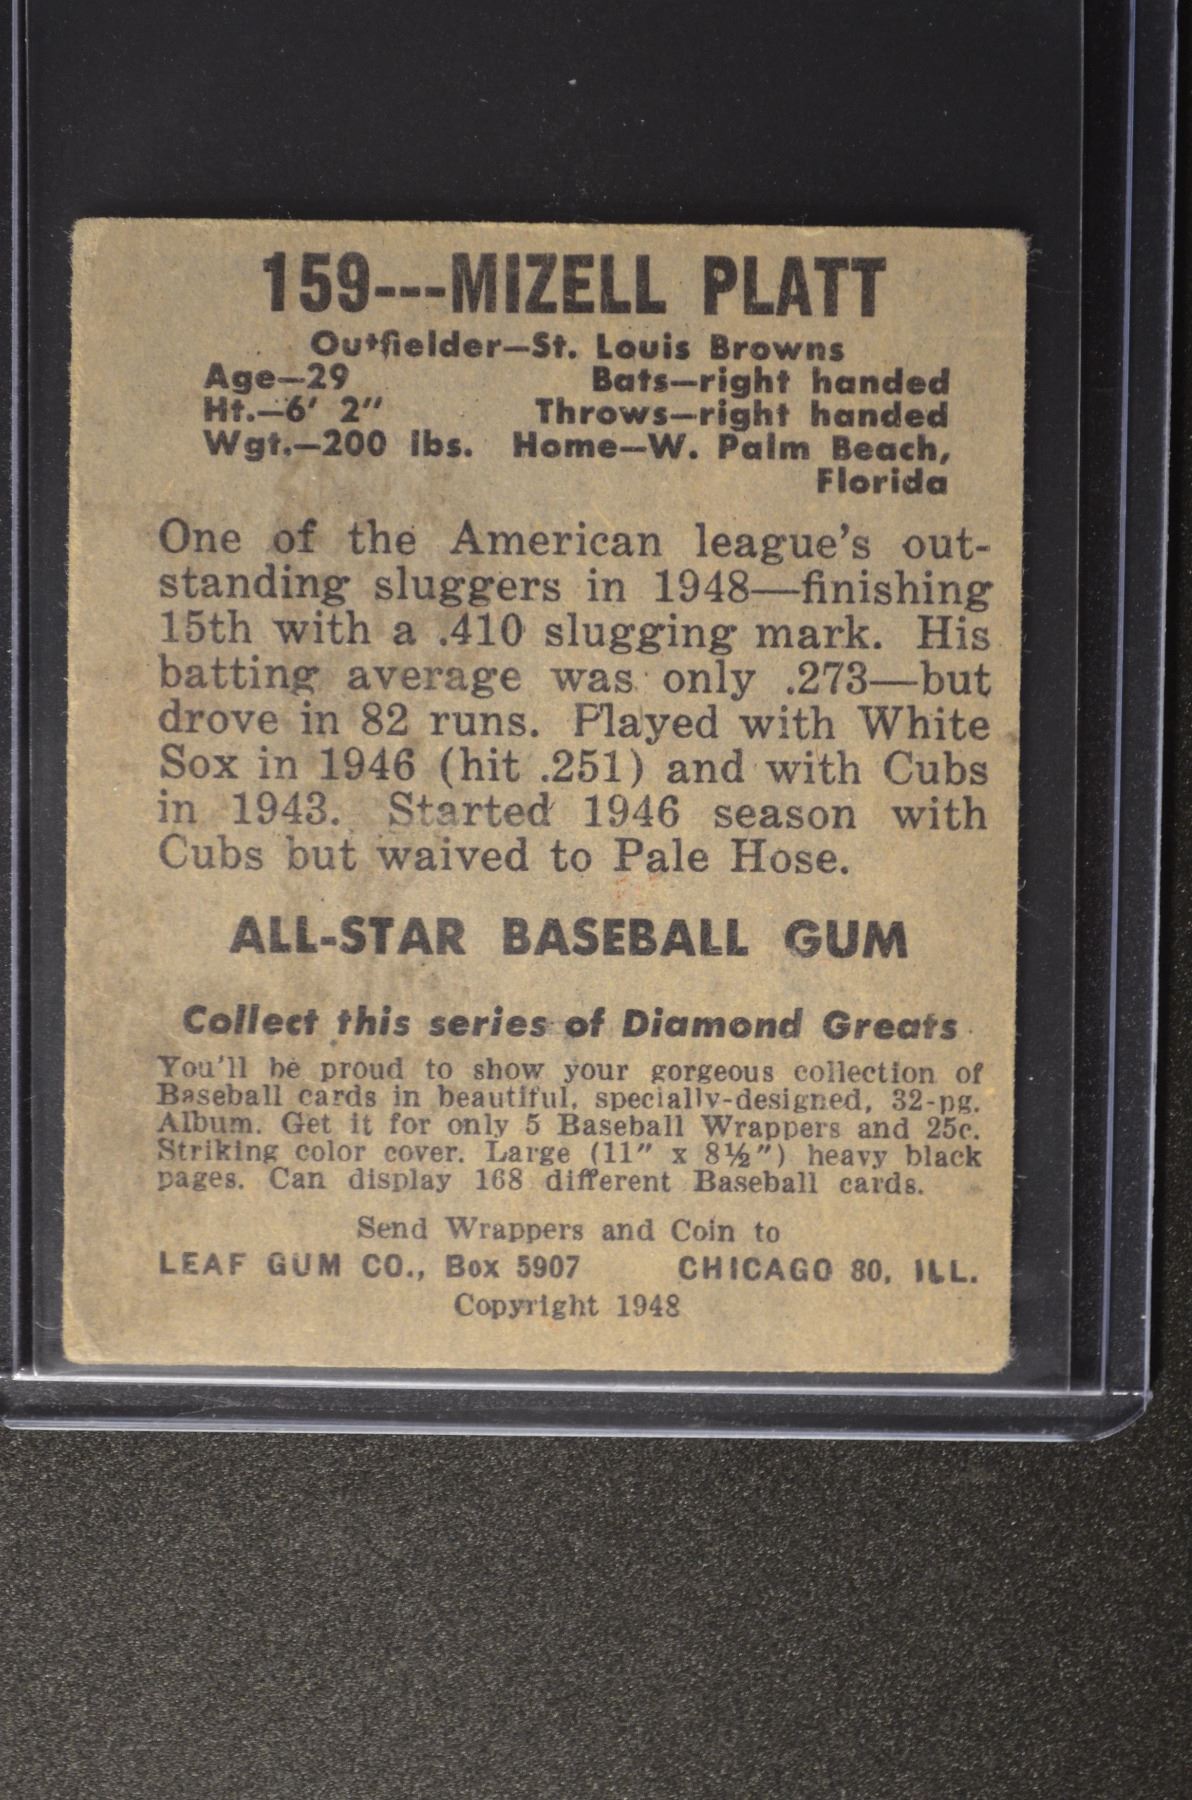 159---MIZELL PLATT
Outfielder—St. Louis Browns
Age—29 Bats—right handed
Ht.—6' 2" Throws—right handed
Wgt.—200 lbs. Home—W. Palm Beach,
Florida
One of the American league's out-
standing sluggers in 1948—finishing
15th with a .410 slugging mark. His
batting average was only .273—but
drove in 82 runs. Played with White
Sox in 1946 (hit .251) and with Cubs
in 1943. Started 1946 season with
Cubs but waived to Pale Hose.
ALL-STAR BASEBALL GUM
Collect this series of Diamond Greats
You'll be proud to show your gorgeous collection of
Baseball cards in beautiful, specially-designed, 32-pg.
Album. Get it for only 5 Baseball Wrappers and 25c.
Striking color cover. Large (11" x 8½") heavy black
pages. Can display 168 different Baseball cards.
Send Wrappers and Coin to
LEAF GUM CO., Box 5907 CHICAGO 80, ILL.
Copyright 1948